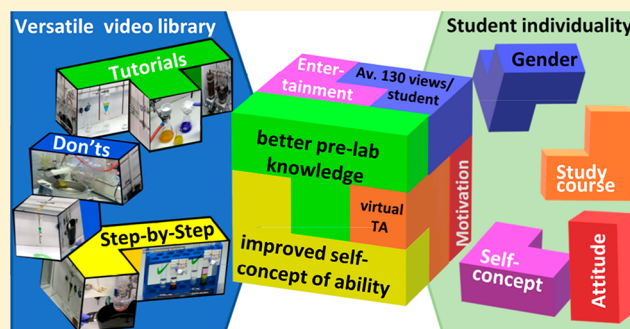 Versatile video library
Tutorials
Don'ts
Step-by-Step
Enter-
tainment
Av. 130 views/
student
better pre-lab
knowledge
virtual
TA
improved self-
concept of ability
Motivation
Student individuality
Gender
Study
course
Self-
concept
Attitude